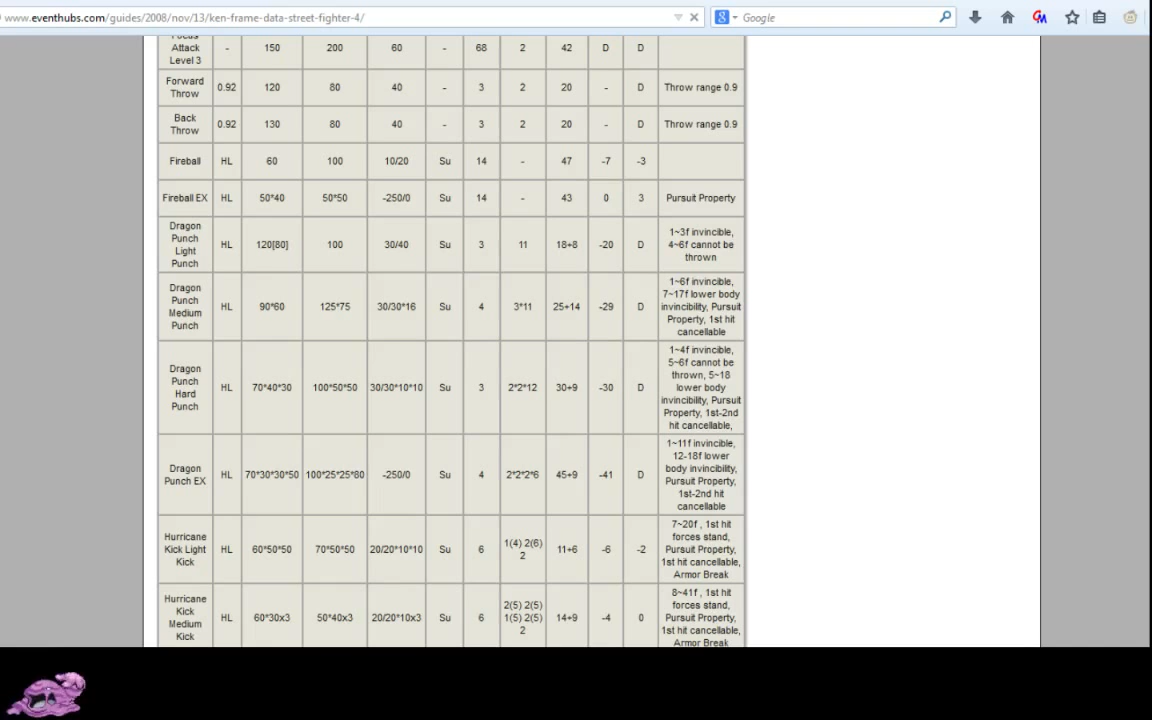 www.eventhubs.com/guides/2008/nov/13/ken-frame-data-street-fighter-4/
Google
Focus
Attack
Level 3
- 150 200 60 - 68 2 42 D D
Forward
Throw
0.92 120 80 40 - 3 2 20 - D Throw range 0.9
Back
Throw
0.92 130 80 40 - 3 2 20 - D Throw range 0.9
Fireball HL 60 100 10/20 Su 14 - 47 -7 -3
Fireball EX HL 50*40 50*50 -250/0 Su 14 - 43 0 3 Pursuit Property
Dragon
Punch
Light
Punch
HL 120[80] 100 30/40 Su 3 11 18+8 -20 D
1~3f invincible,
4~6f cannot be
thrown
Dragon
Punch
Medium
Punch
HL 90*60 125*75 30/30*16 Su 4 3*11 25+14 -29 D
1~6f invincible,
7~17f lower body
invincibility, Pursuit
Property, 1st hit
cancellable
Dragon
Punch
Hard
Punch
HL 70*40*30 100*50*50 30/30*10*10 Su 3 2*2*12 30+9 -30 D
1~4f invincible,
5~6f cannot be
thrown, 5~18
lower body
invincibility, Pursuit
Property, 1st-2nd
hit cancellable,
Dragon
Punch EX
HL 70*30*30*50 100*25*25*80 -250/0 Su 4 2*2*2*6 45+9 -41 D
1~11f invincible,
12-18f lower
body invincibility,
Pursuit Property,
1st-2nd hit
cancellable
Hurricane
Kick Light
Kick
HL 60*50*50 70*50*50 20/20*10*10 Su 6
1(4) 2(6)
2
11+6 -6 -2
7~20f , 1st hit
forces stand,
Pursuit Property,
1st hit cancellable,
Armor Break
Hurricane
Kick
Medium
Kick
HL 60*30x3 50*40x3 20/20*10x3 Su 6
2(5) 2(5)
1(5) 2(5)
2
14+9 -4 0
8~41f , 1st hit
forces stand,
Pursuit Property,
1st hit cancellable,
Armor Break